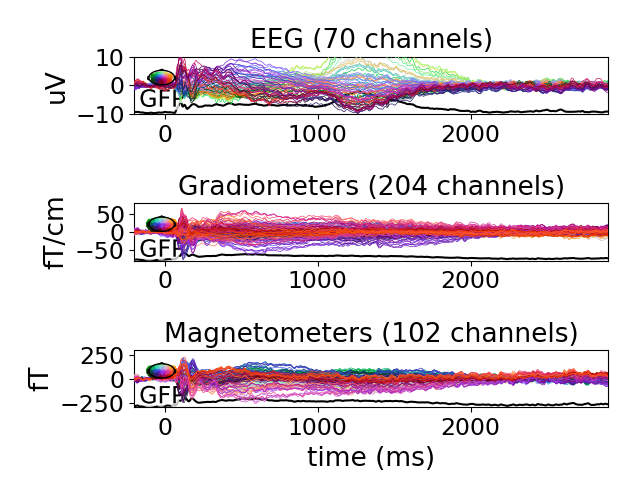 EEG (70 channels)
10
0
−10
uV
GFP
0 1000 2000
Gradiometers (204 channels)
50
0
−50
fT/cm
GFP
0 1000 2000
Magnetometers (102 channels)
250
0
−250
fT
GFP
0 1000 2000
time (ms)